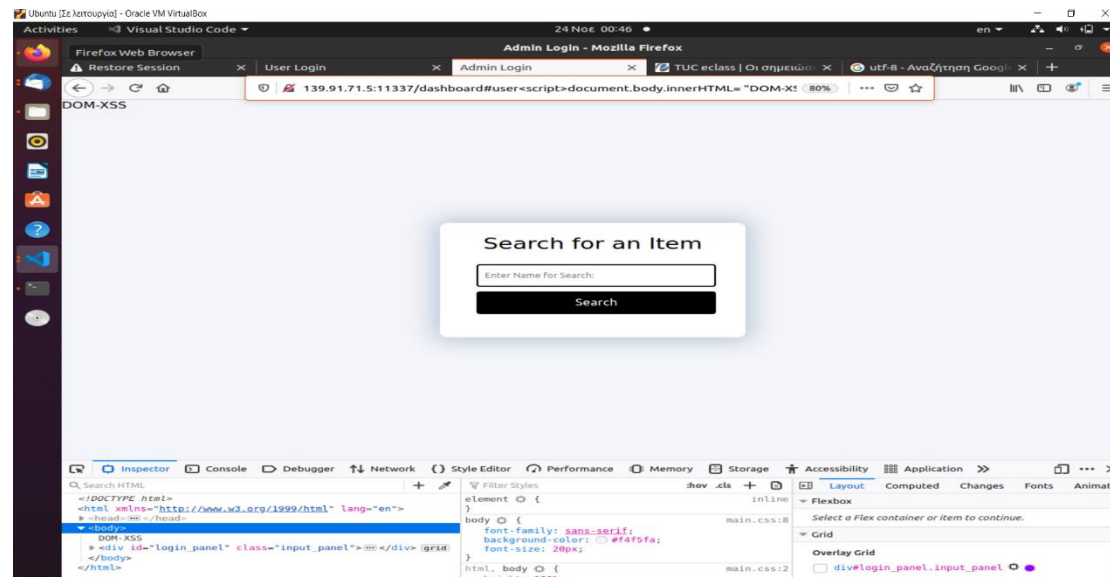 Ubuntu [Σε λειτουργία] - Oracle VM VirtualBox
Activities Visual Studio Code 24 Νοε 00:46 en
Firefox Web Browser Admin Login - Mozilla Firefox
Restore Session User Login Admin Login TUC eclass | Οι σημειώσ utf-8 - Αναζήτηση Googl
139.91.71.5:11337/dashboard#user<script>document.body.innerHTML= "DOM-XS 80%
DOM-XSS
Search for an Item
Enter Name for Search:
Search
Inspector Console Debugger Network Style Editor Performance Memory Storage Accessibility Application
Search HTML Filter Styles :hov .cls Layout Computed Changes Fonts Animat
<!DOCTYPE html> element { inline Flexbox
<html xmlns="http://www.w3.org/1999/html" lang="en"> } Select a Flex container or item to continue.
<head> </head> body { main.css:8
<body> font-family: sans-serif; Grid
DOM-XSS background-color: #f4f5fa;
<div id="login_panel" class="input_panel"> </div> grid font-size: 20px; Overlay Grid
</body> }
</html> html, body { main.css:2 div#login_panel.input_panel